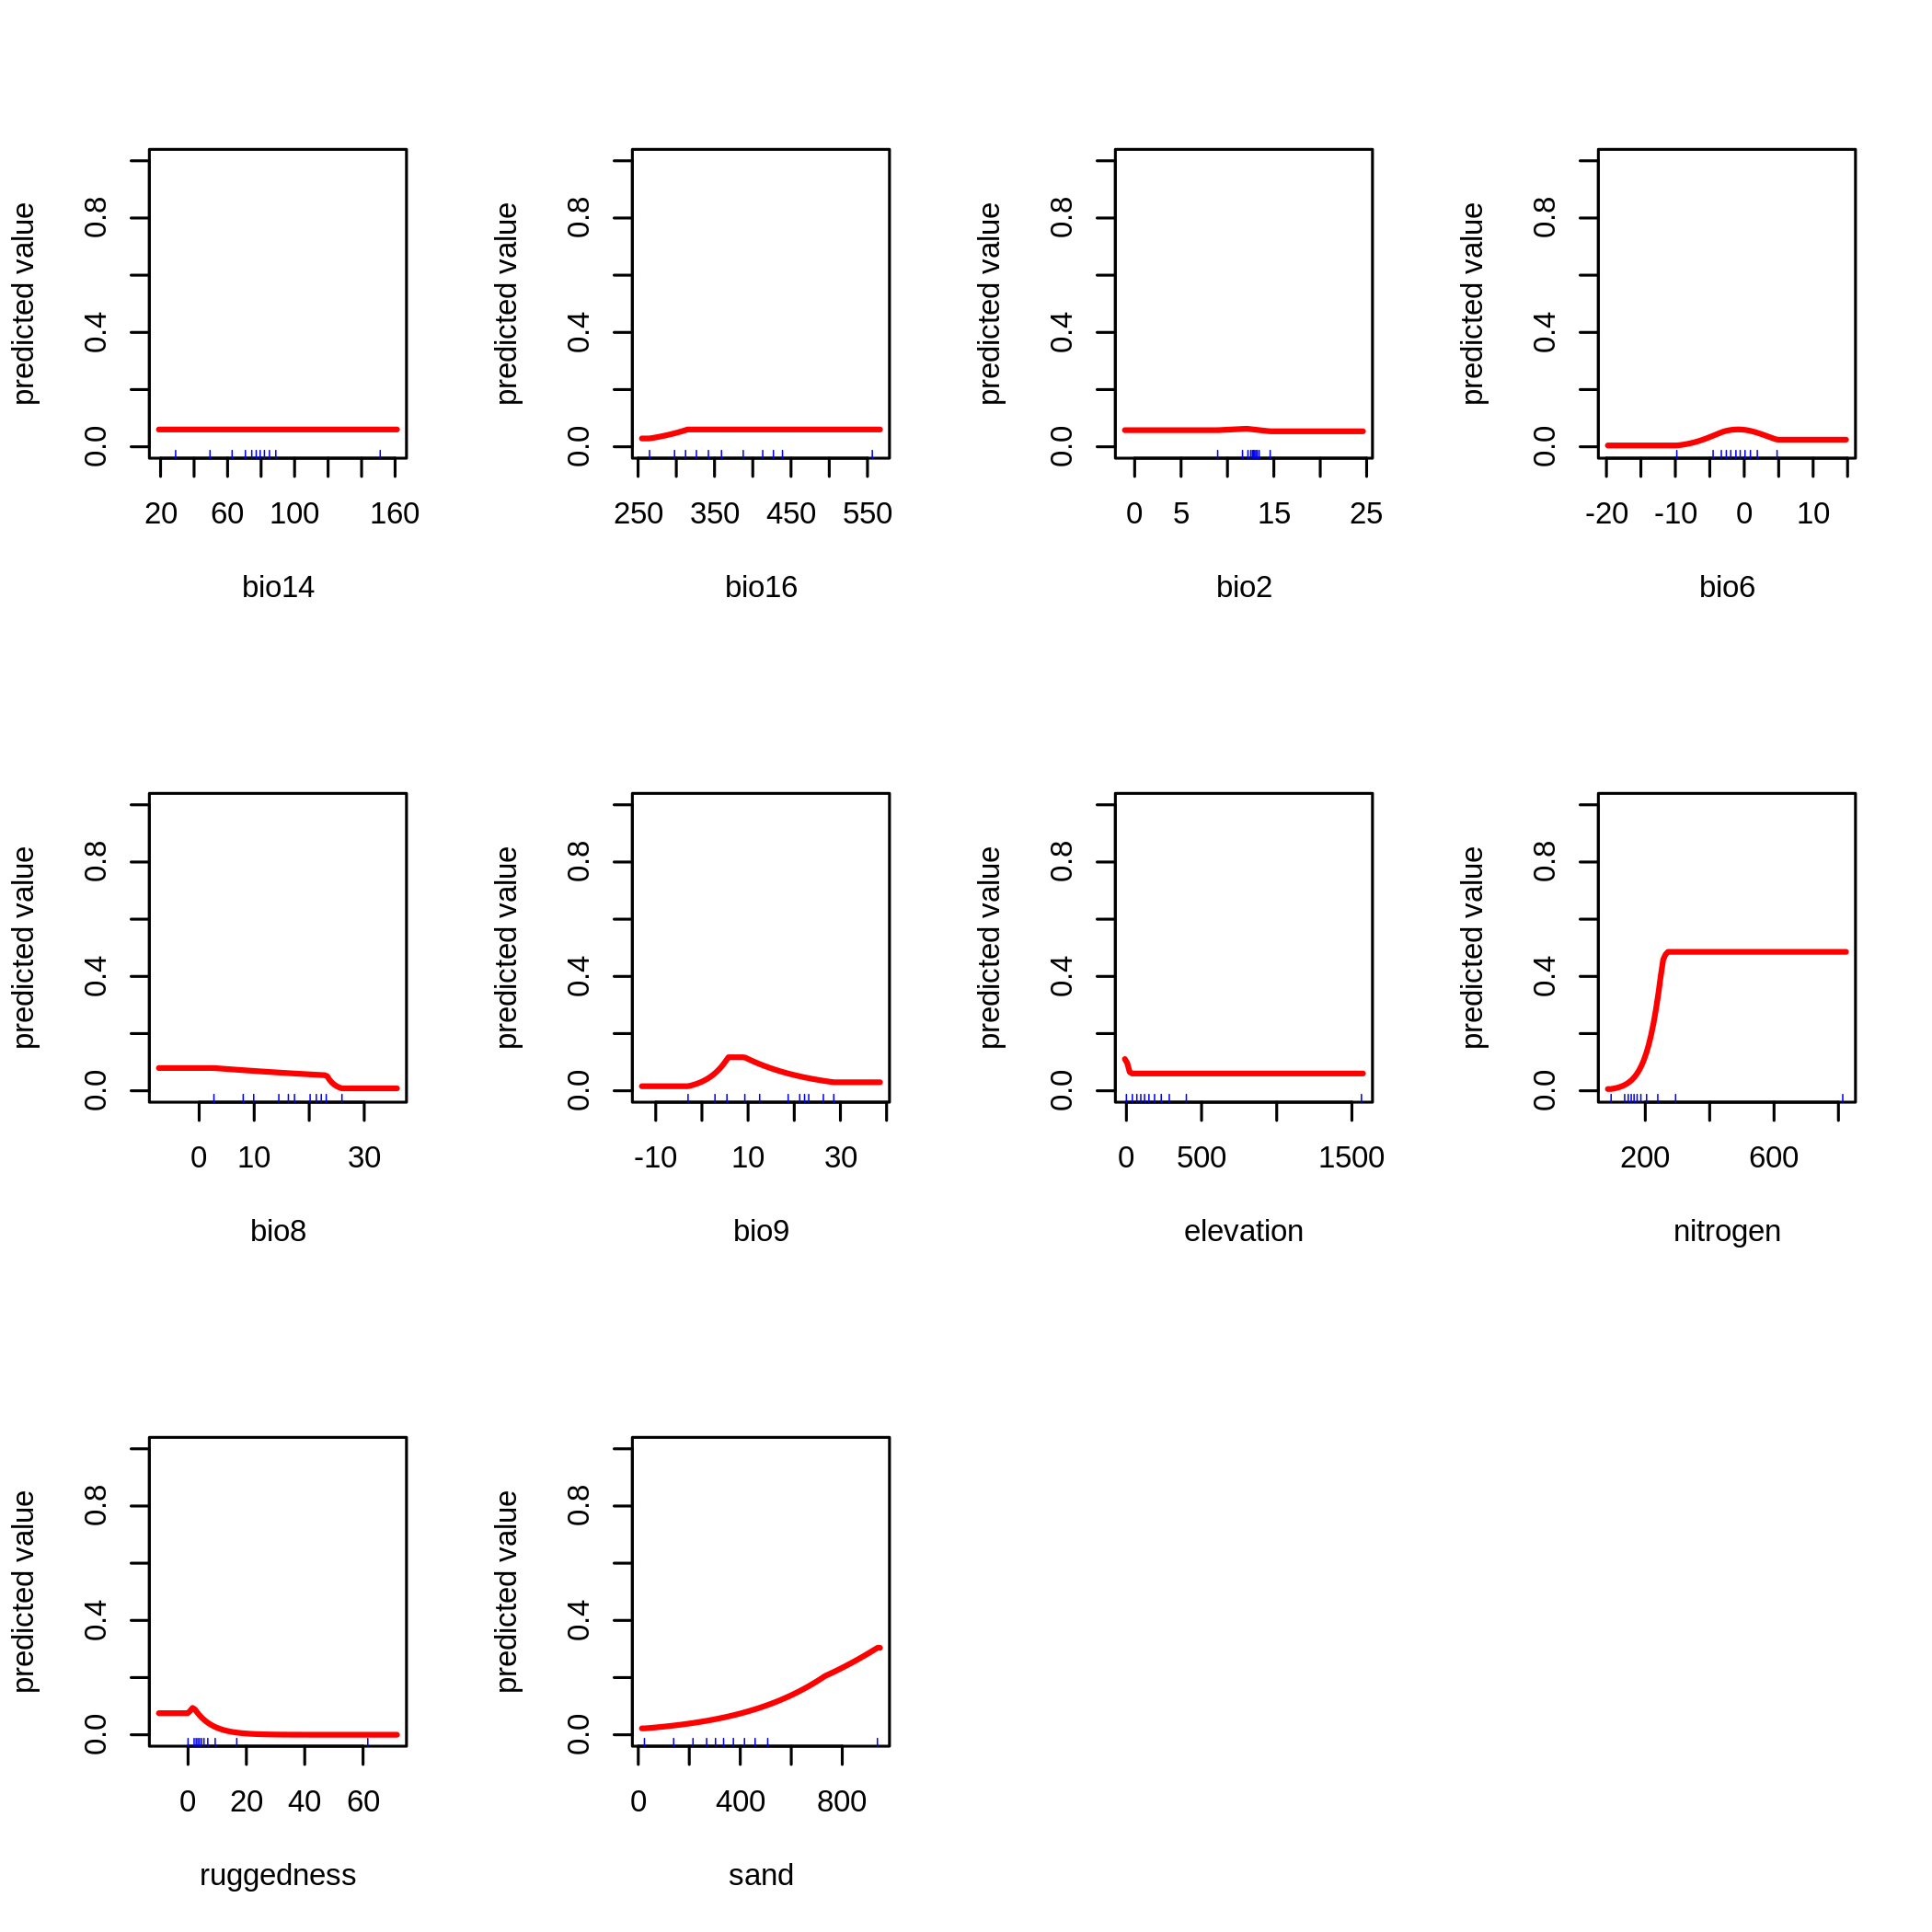 predicted value
0.0 0.4 0.8
20 60 100 160
bio14
predicted value
0.0 0.4 0.8
250 350 450 550
bio16
predicted value
0.0 0.4 0.8
0 5 15 25
bio2
predicted value
0.0 0.4 0.8
-20 -10 0 10
bio6
predicted value
0.0 0.4 0.8
0 10 30
bio8
predicted value
0.0 0.4 0.8
-10 10 30
bio9
predicted value
0.0 0.4 0.8
0 500 1500
elevation
predicted value
0.0 0.4 0.8
200 600
nitrogen
predicted value
0.0 0.4 0.8
0 20 40 60
ruggedness
predicted value
0.0 0.4 0.8
0 400 800
sand